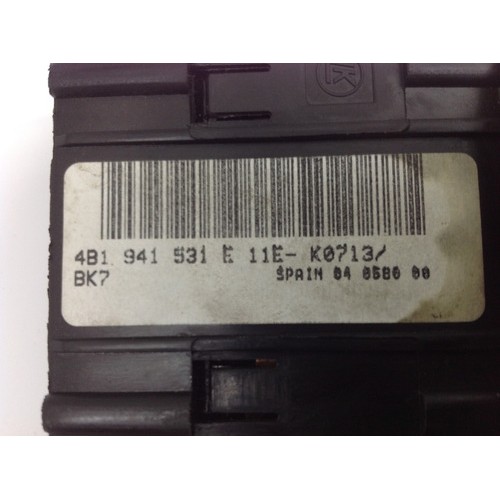 4B1 941 531 E 11E- K0713/
BK7 SPAIN 04 0580 00